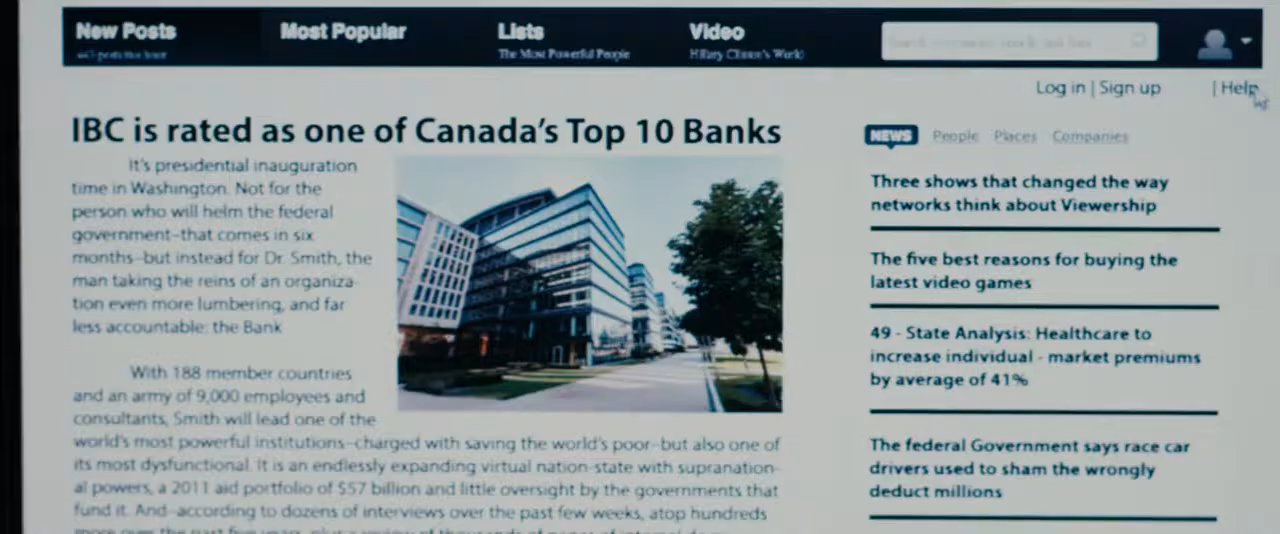 New Posts
Most Popular
Lists
The Most Powerful People
Video
Log in | Sign up | Help
IBC is rated as one of Canada's Top 10 Banks
It's presidential inauguration
time in Washington. Not for the
person who will helm the federal
government-that comes in six
months-but instead for Dr. Smith, the
man taking the reins of an organiza-
tion even more lumbering, and far
less accountable: the Bank
With 188 member countries
and an army of 9,000 employees and
consultants, Smith will lead one of the
world's most powerful institutions-charged with saving the world's poor-but also one of
its most dysfunctional. It is an endlessly expanding virtual nation-state with supranation-
al powers, a 2011 aid portfolio of $57 billion and little oversight by the governments that
fund it. And-according to dozens of interviews over the past few weeks, atop hundreds
NEWS People Places Companies
Three shows that changed the way
networks think about Viewership
The five best reasons for buying the
latest video games
49 - State Analysis: Healthcare to
increase individual - market premiums
by average of 41%
The federal Government says race car
drivers used to sham the wrongly
deduct millions